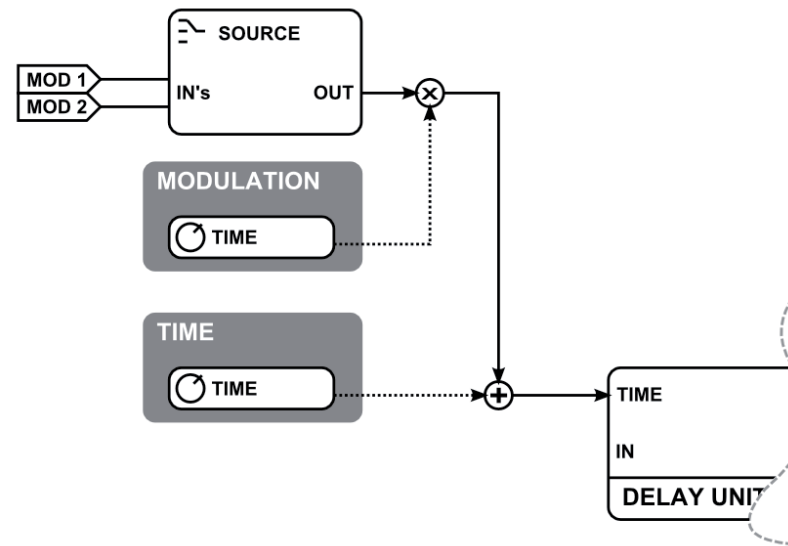 SOURCE
MOD 1
MOD 2
IN's
OUT
MODULATION
TIME
TIME
TIME
TIME
IN
DELAY UNIT